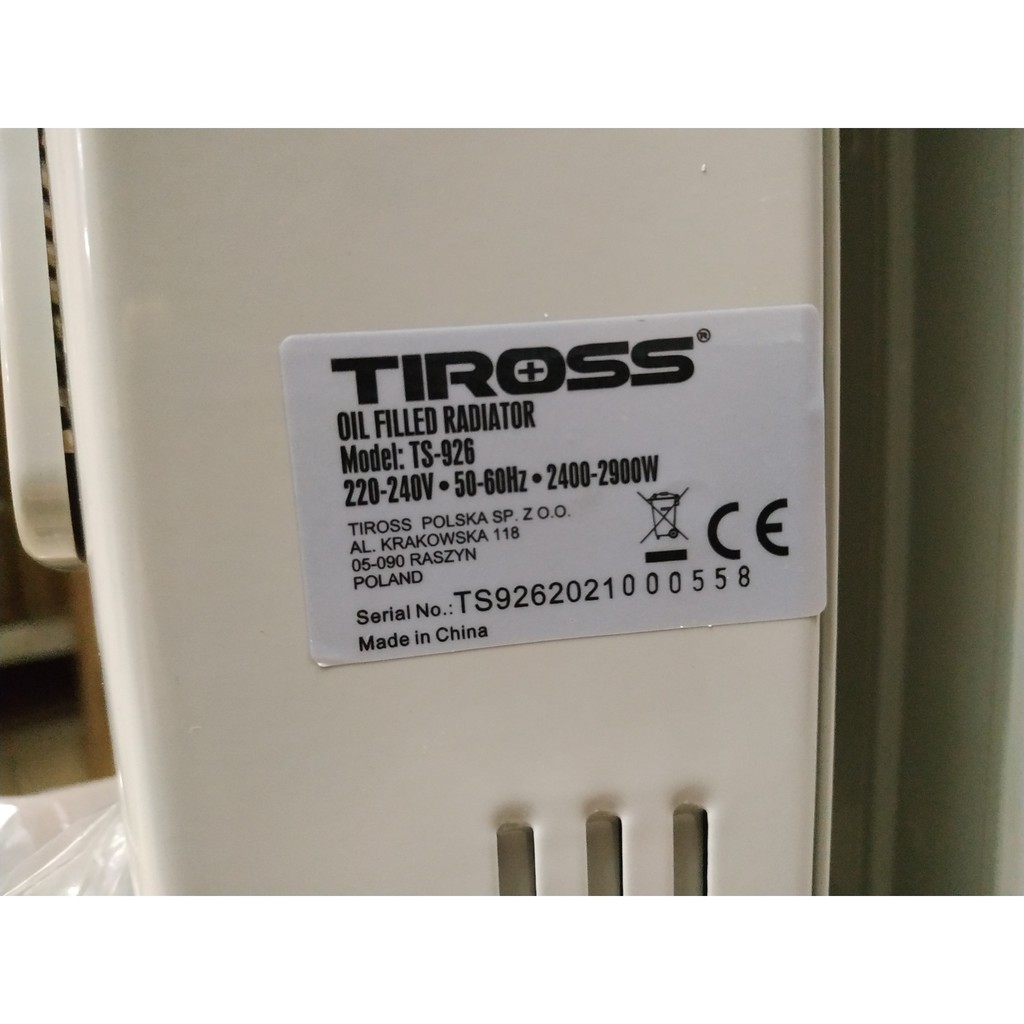 TIROSS®
OIL FILLED RADIATOR
Model: TS-926
220-240V • 50-60Hz • 2400-2900W
TIROSS POLSKA SP. Z O.O.
AL. KRAKOWSKA 118
05-090 RASZYN
POLAND
CE
Serial No.: TS9262021000558
Made in China